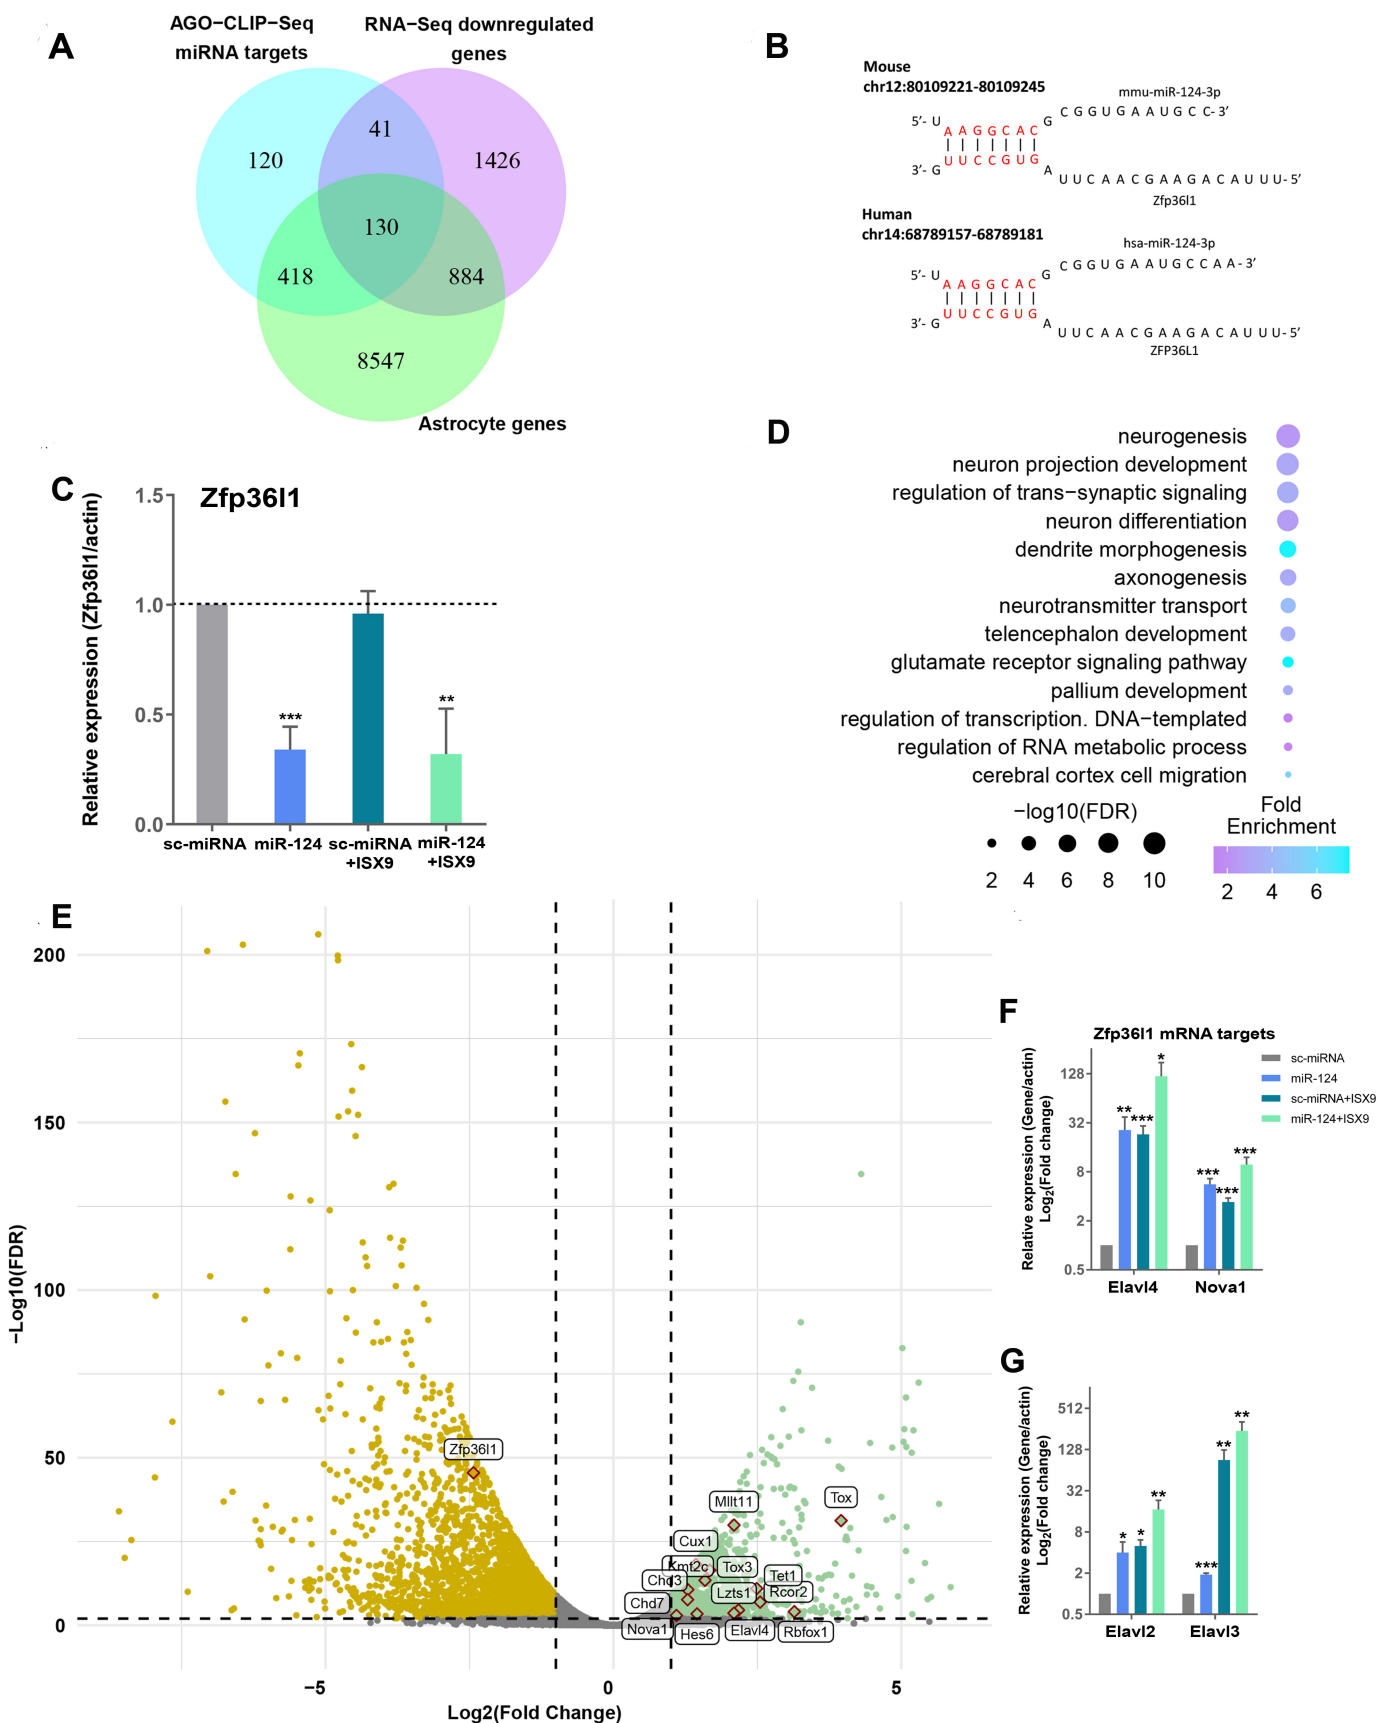 A
AGO−CLIP−Seq
miRNA targets
RNA−Seq downregulated
genes
41
120
1426
130
418
884
8547
Astrocyte genes
B
Mouse
chr12:80109221-80109245
mmu-miR-124-3p
5'- U A A G G C A C G C G G U G A A U G C C- 3'
3'- G U U C C G U G A U U C A A C G A A G A C A U U U- 5'
Zfp36l1
Human
chr14:68789157-68789181
hsa-miR-124-3p
5'- U A A G G C A C G C G G U G A A U G C C A A- 3'
3'- G U U C C G U G A U U C A A C G A A G A C A U U U- 5'
ZFP36L1
C
Zfp36l1
Relative expression (Zfp36l1/actin)
1.5
1.0
0.5
0.0
***
**
sc-miRNA
miR-124
sc-miRNA
+ISX9
miR-124
+ISX9
D
neurogenesis
neuron projection development
regulation of trans−synaptic signaling
neuron differentiation
dendrite morphogenesis
axonogenesis
neurotransmitter transport
telencephalon development
glutamate receptor signaling pathway
pallium development
regulation of transcription. DNA−templated
regulation of RNA metabolic process
cerebral cortex cell migration
−log10(FDR)
2 4 6 8 10
Fold
Enrichment
2 4 6
E
−Log10(FDR)
200
150
100
50
0
Zfp36l1
Mllt11
Tox
Cux1
Kmt2c
Tox3
Chd3
Tet1
Lzts1
Rcor2
Chd7
Nova1
Hes6
Elavl4
Rbfox1
−5 0 5
Log2(Fold Change)
F
Zfp36l1 mRNA targets
Relative expression (Gene/actin)
Log2(Fold change)
128
32
8
2
0.5
**
***
*
***
***
***
Elavl4
Nova1
sc-miRNA
miR-124
sc-miRNA+ISX9
miR-124+ISX9
G
Relative expression (Gene/actin)
Log2(Fold change)
512
128
32
8
2
0.5
*
*
**
***
**
**
Elavl2
Elavl3